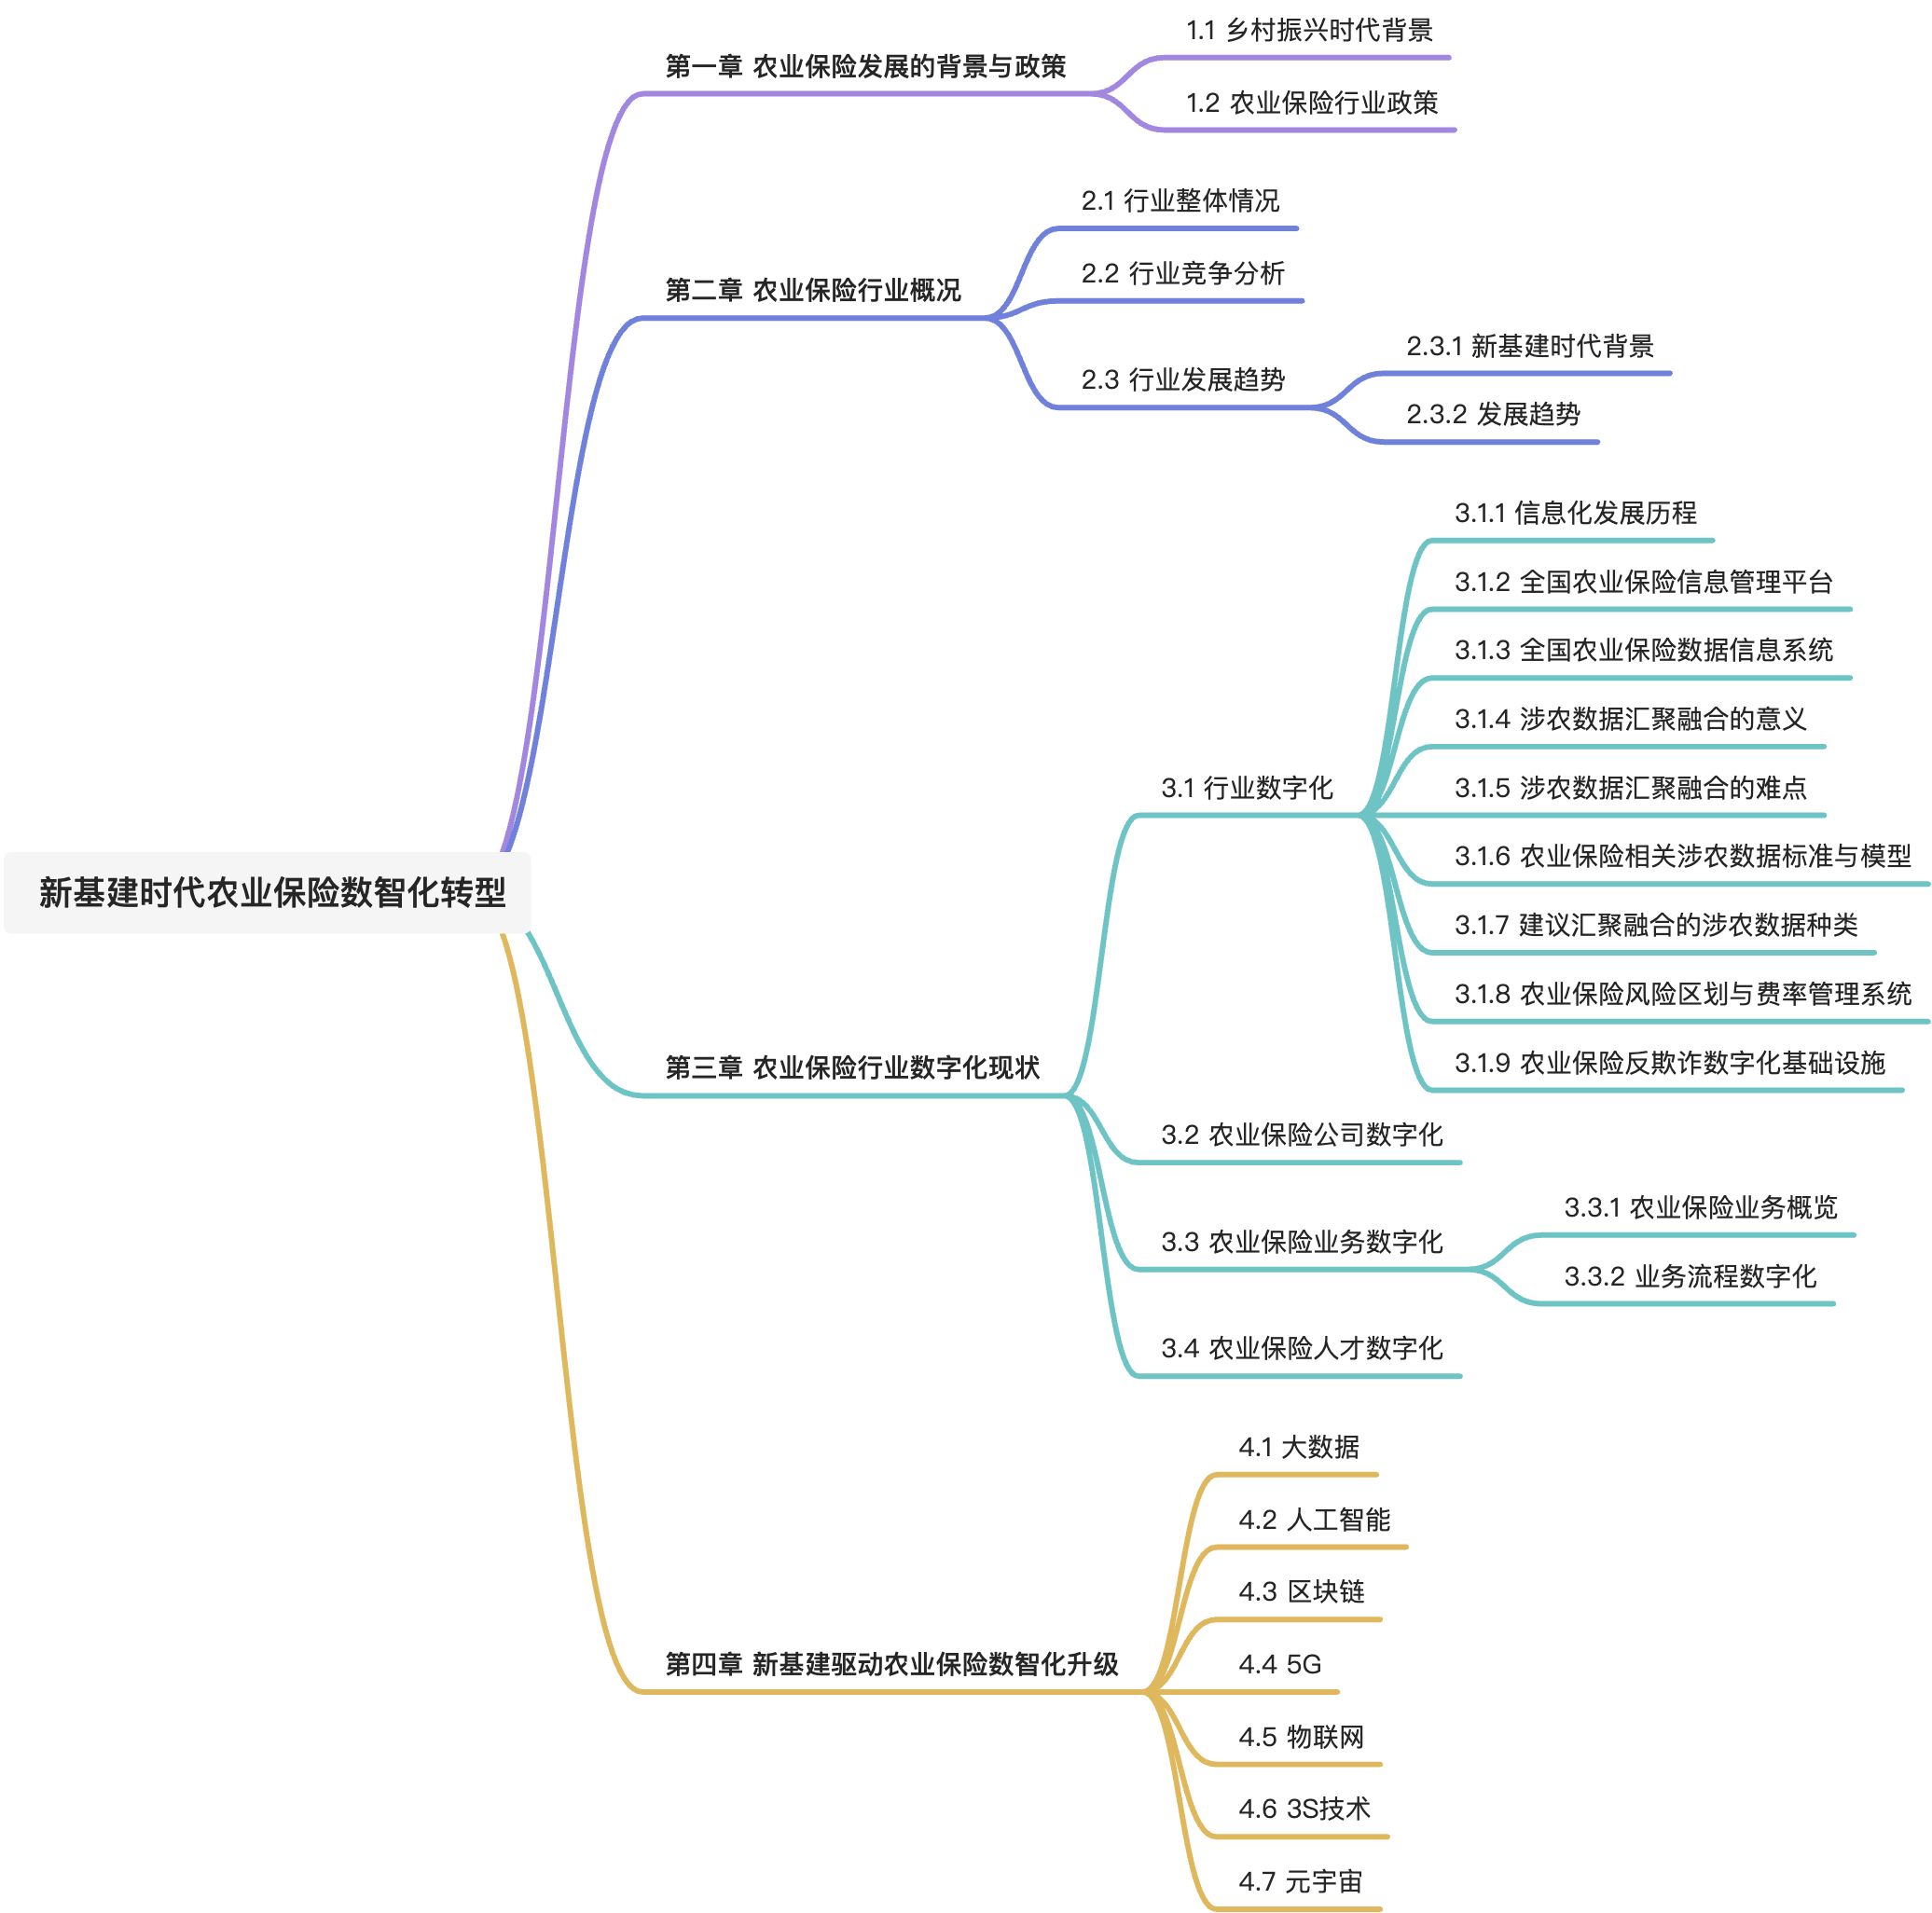 新基建时代农业保险数智化转型
第一章 农业保险发展的背景与政策
1.1 乡村振兴时代背景
1.2 农业保险行业政策
第二章 农业保险行业概况
2.1 行业整体情况
2.2 行业竞争分析
2.3 行业发展趋势
2.3.1 新基建时代背景
2.3.2 发展趋势
第三章 农业保险行业数字化现状
3.1 行业数字化
3.1.1 信息化发展历程
3.1.2 全国农业保险信息管理平台
3.1.3 全国农业保险数据信息系统
3.1.4 涉农数据汇聚融合的意义
3.1.5 涉农数据汇聚融合的难点
3.1.6 农业保险相关涉农数据标准与模型
3.1.7 建议汇聚融合的涉农数据种类
3.1.8 农业保险风险区划与费率管理系统
3.1.9 农业保险反欺诈数字化基础设施
3.2 农业保险公司数字化
3.3 农业保险业务数字化
3.3.1 农业保险业务概览
3.3.2 业务流程数字化
3.4 农业保险人才数字化
第四章 新基建驱动农业保险数智化升级
4.1 大数据
4.2 人工智能
4.3 区块链
4.4 5G
4.5 物联网
4.6 3S技术
4.7 元宇宙